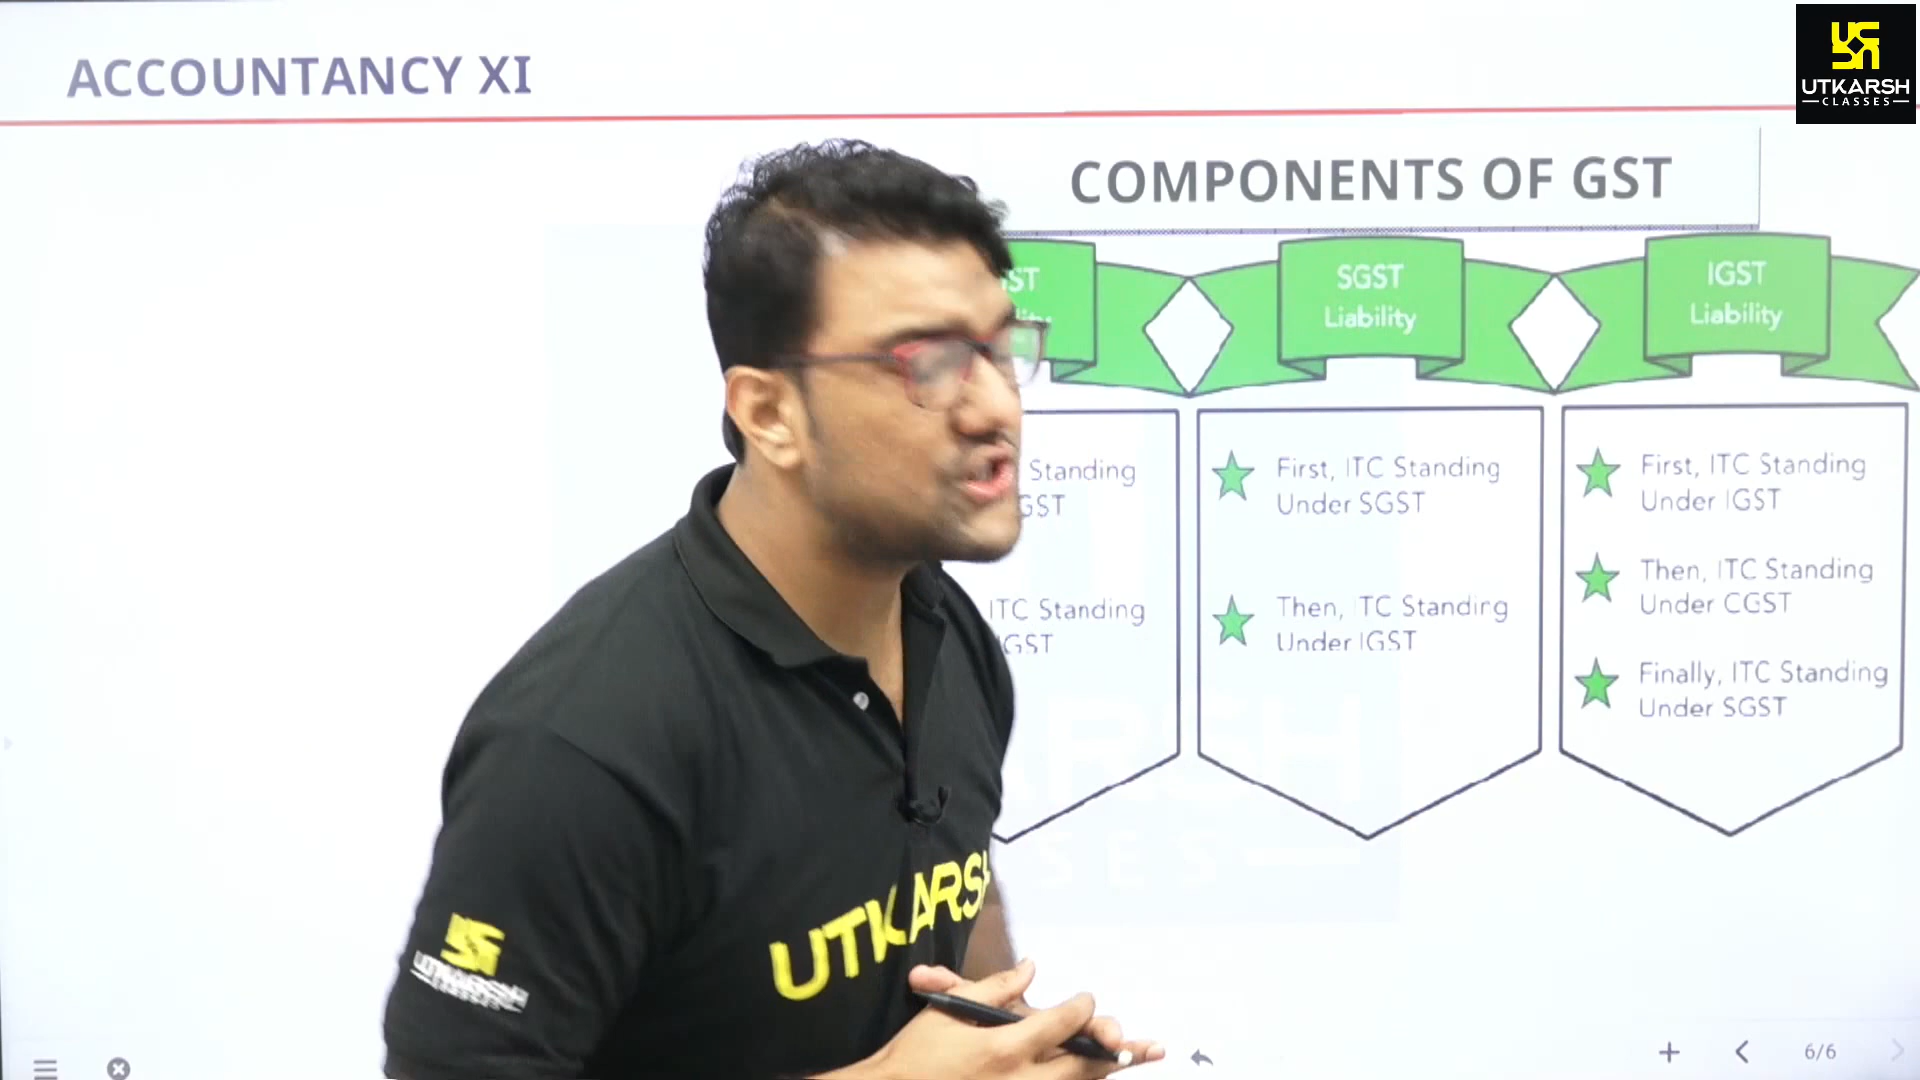 ACCOUNTANCY XI
UTKARSH
CLASSES
COMPONENTS OF GST
SGST
Liability
IGST
Liability
Standing
ITC Standing
First, ITC Standing
Under SGST
Then, ITC Standing
Under IGST
First, ITC Standing
Under IGST
Then, ITC Standing
Under CGST
Finally, ITC Standing
Under SGST
UTKARSH
UTKARSH
CLASSES
6/6